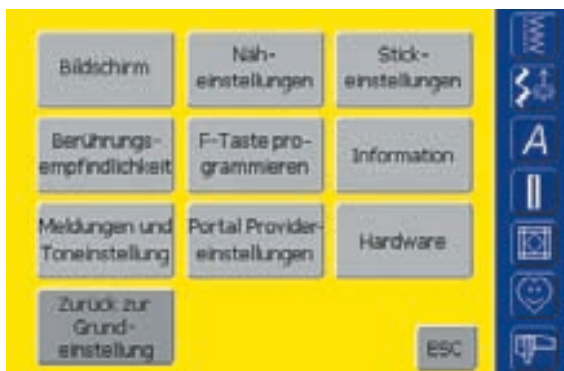 Bildschirm
Näh-
einstellungen
Stick-
einstellungen
Berührungs-
empfindlichkeit
F-Taste pro-
grammieren
Information
Meldungen und
Toneinstellung
Portal Provider-
einstellungen
Hardware
Zurück zur
Grund-
einstellung
ESC
A